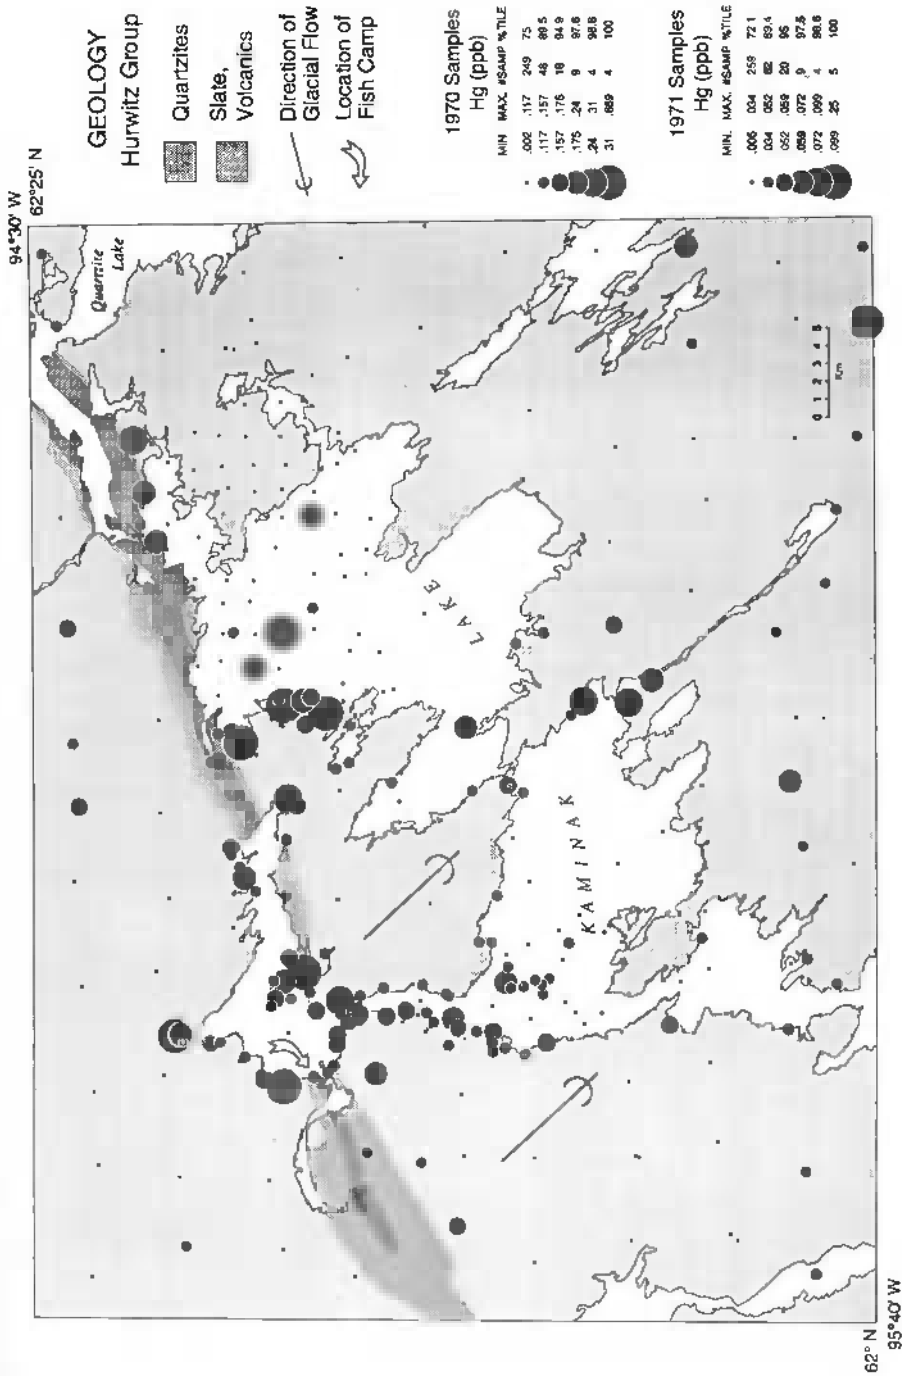 94°30' W
62°25' N
GEOLOGY
Hurwitz Group
Quartzites
Slate,
Volcanics
Direction of
Glacial Flow
Location of
Fish Camp
1970 Samples
Hg (ppb)
MIN MAX. #SAMP %TILE
.002 .117 249 75
.117 .157 48 89.5
.157 .175 18 94.9
.175 .24 9 97.6
.24 .31 4 98.8
.31 .689 4 100
1971 Samples
Hg (ppb)
MIN. MAX. #SAMP %TILE
.005 .034 259 72.1
.034 .052 62 89.4
.052 .059 20 95
.059 .072 9 97.5
.072 .099 4 98.6
.099 .25 5 100
Quartzite
Lake
LAKE
KAMINAK
0 1 2 3 4 5
Km
62° N
95°40' W